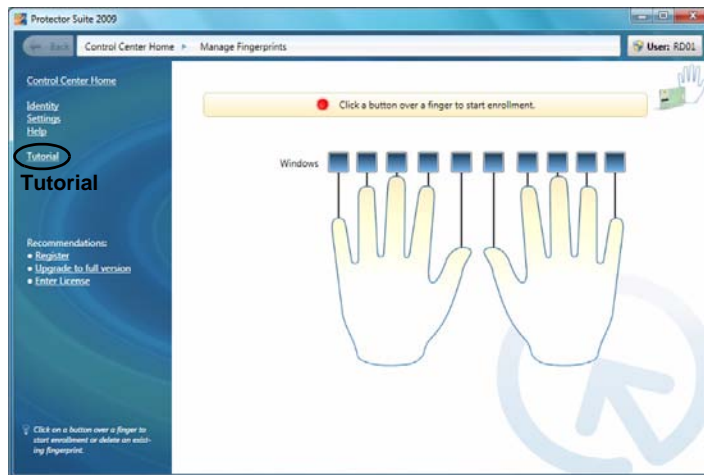 Protector Suite 2009
Back Control Center Home Manage Fingerprints User: RD01
Control Center Home
Identity
Settings
Help
Tutorial
Tutorial
Click a button over a finger to start enrollment.
Windows
Recommendations:
• Register
• Upgrade to full version
• Enter License
Click on a button over a finger to
start enrollment or delete an exist-
ing fingerprint.